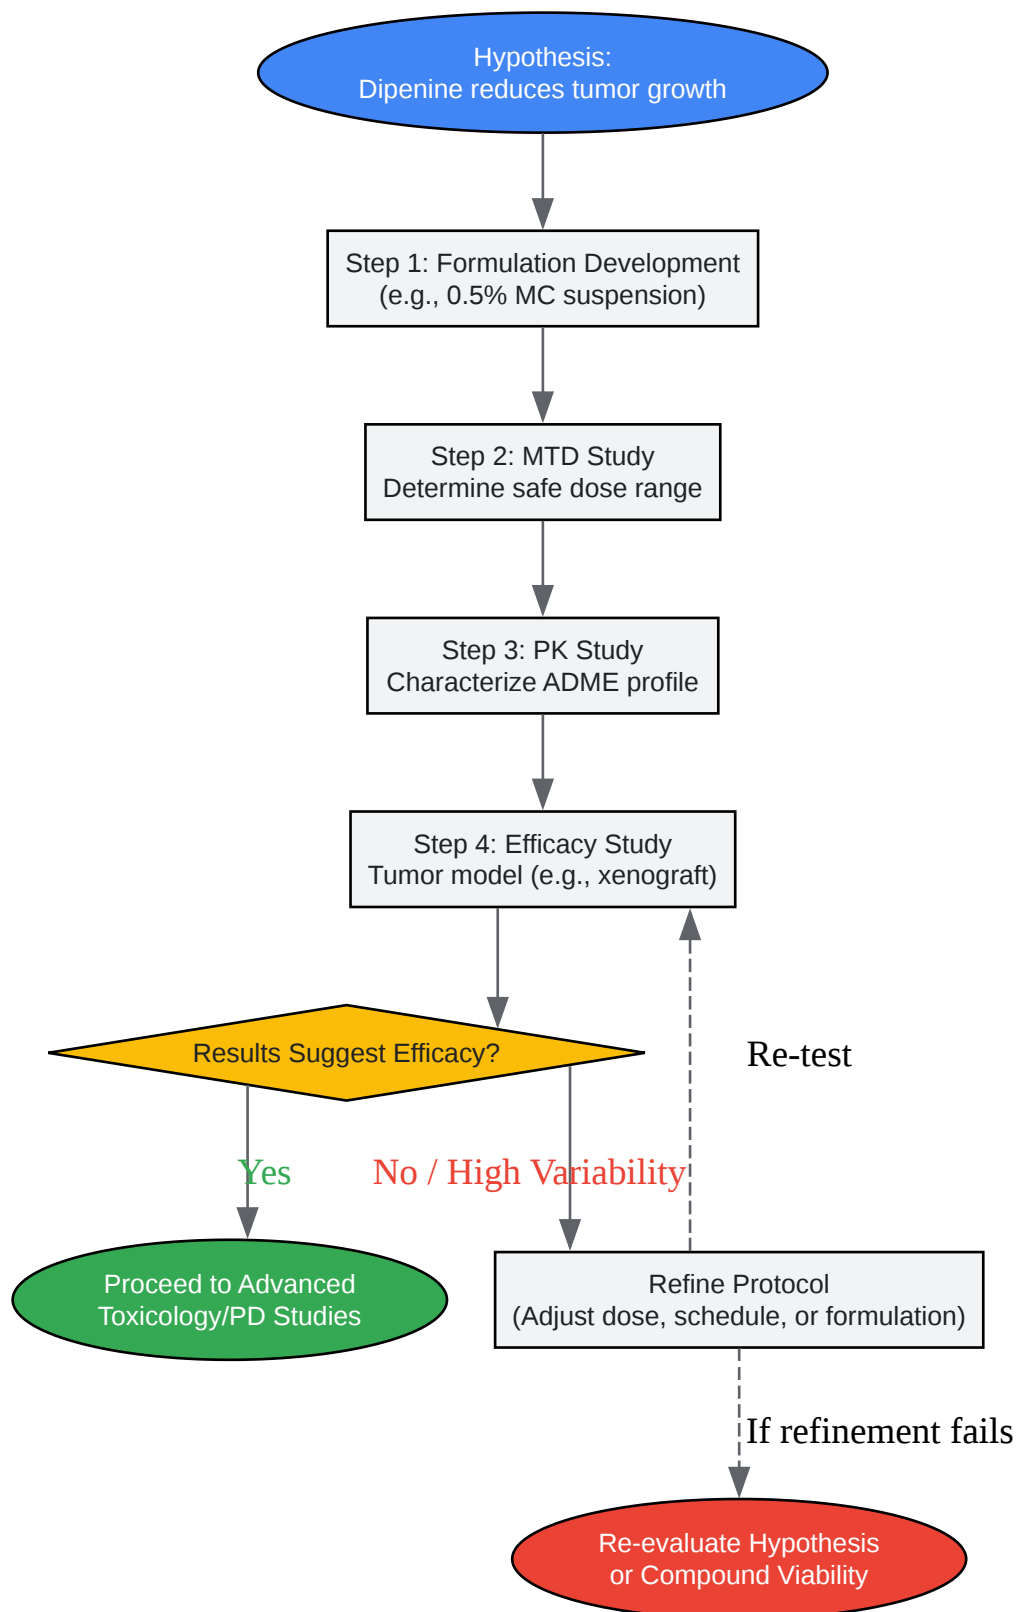 Hypothesis:
Dipenine reduces tumor growth
Step 1: Formulation Development
(e.g., 0.5% MC suspension)
Step 2: MTD Study
Determine safe dose range
Step 3: PK Study
Characterize ADME profile
Step 4: Efficacy Study
Tumor model (e.g., xenograft)
Results Suggest Efficacy?
Re-test
Yes
No / High Variability
Proceed to Advanced
Toxicology/PD Studies
Refine Protocol
(Adjust dose, schedule, or formulation)
If refinement fails
Re-evaluate Hypothesis
or Compound Viability